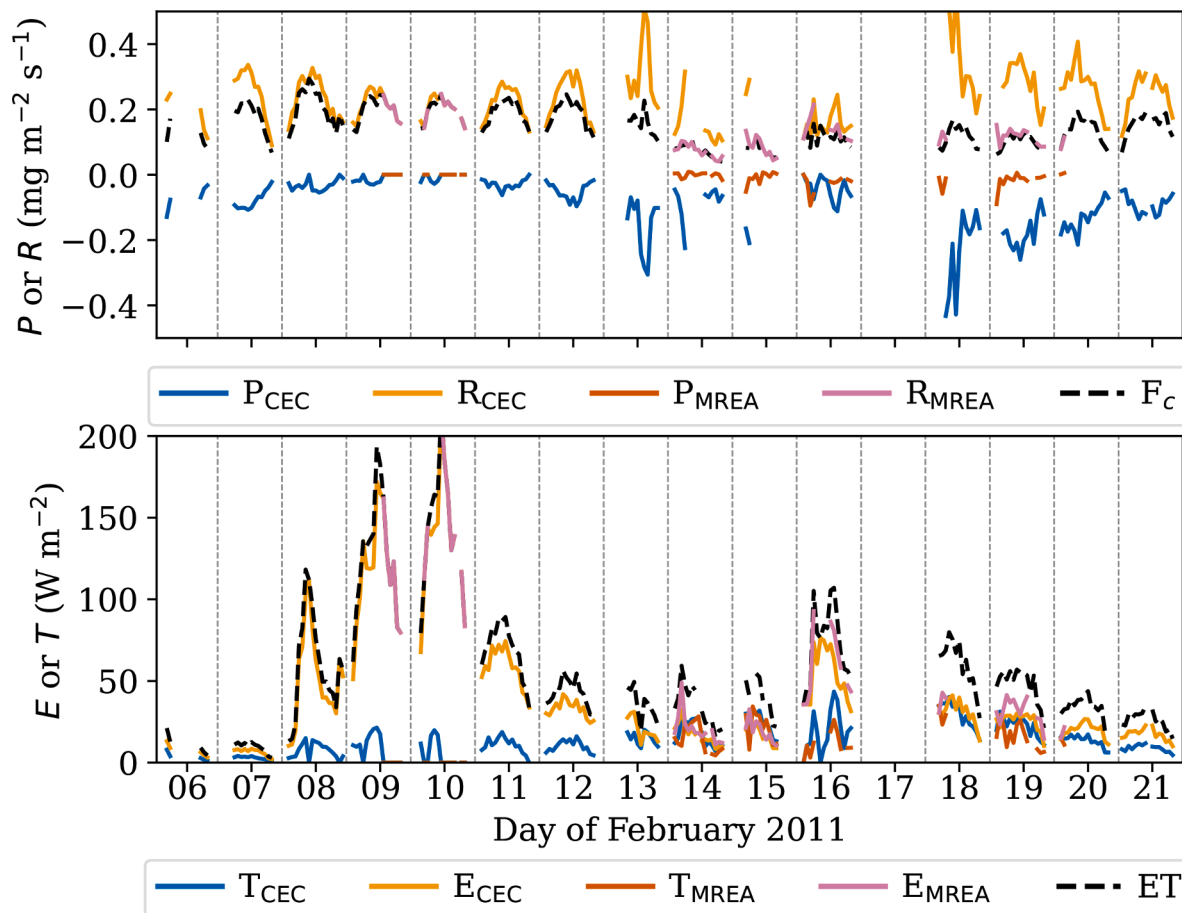 P or R (mg m−2 s−1)
0.4
0.2
0.0
−0.2
−0.4
P_CEC R_CEC P_MREA R_MREA F_c
E or T (W m−2)
200
150
100
50
0
06 07 08 09 10 11 12 13 14 15 16 17 18 19 20 21
Day of February 2011
T_CEC E_CEC T_MREA E_MREA ET